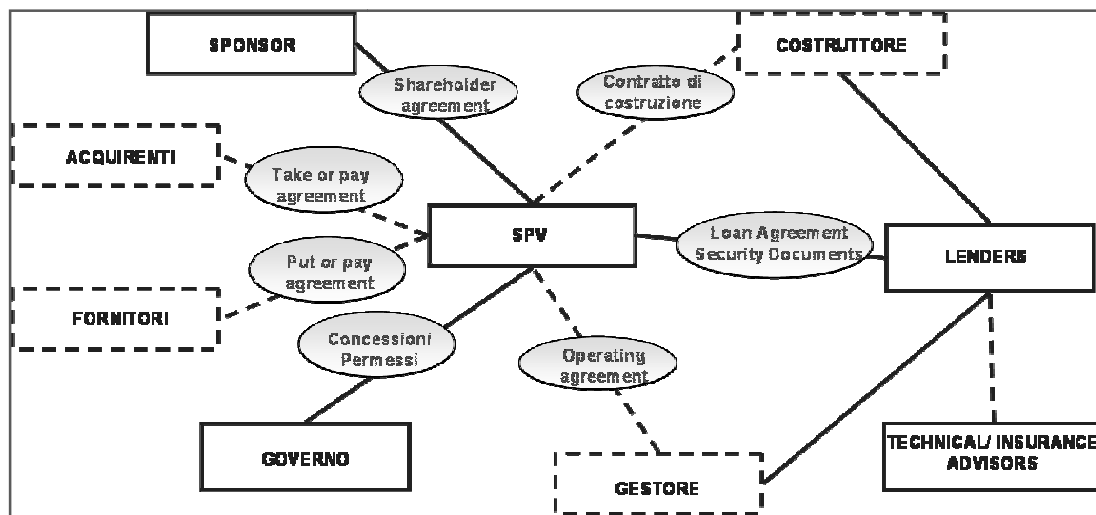 SPONSOR
COSTRUTTORE
Shareholder
agreement
Contratto di
costruzione
ACQUIRENTI
Take or pay
agreement
SPV
Loan Agreement
Security Documents
LENDERS
Put or pay
agreement
FORNITORI
Concessioni
Permessi
Operating
agreement
GOVERNO
GESTORE
TECHNICAL/ INSURANCE
ADVISORS